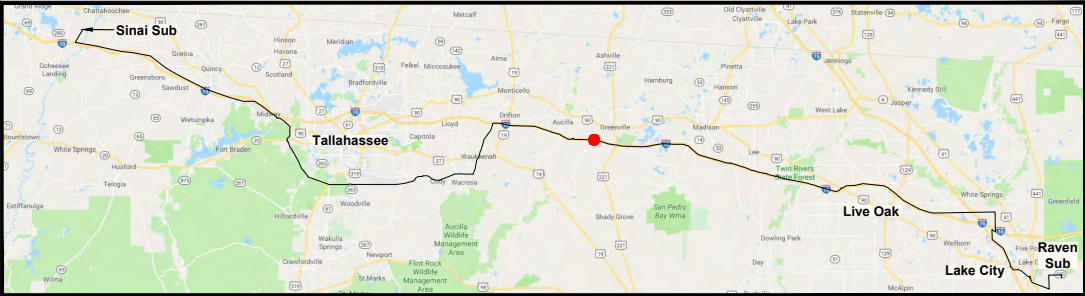 Grand Ridge
Chattahoochee
Metcalf
Old Clyattville
Clyattville
Lake Park
Statenville
Fargo
Sinai Sub
Hinson
Havana
Meridian
Alma
Ashville
Pinetta
Jennings
Ocheesee
Landing
Gretna
Quincy
Scotland
Felkel
Miccosukee
Bradfordville
Monticello
Hamburg
Hanson
Kennedy Still
Greensboro
Sawdust
Midway
Drifton
Aucilla
Greenville
West Lake
Jasper
Wetumpka
Lloyd
Madison
Tallahassee
Capitola
Waukeenah
Lee
White Springs
Fort Braden
Hosford
Telogia
Cody
Wacissa
Twin Rivers
State Forest
White Springs
Estiffanulga
Hilliardville
Woodville
Shady Grove
San Pedro
Bay Wma
Live Oak
Greenfield
Wakulla
Springs
Aucilla
Wildlife
Management
Area
Dowling Park
Wellborn
Raven
Sub
Crawfordville
Newport
Flint Rock
Wildlife
Management
Area
Day
Lake City
Wilma
St. Marks
McAlpin